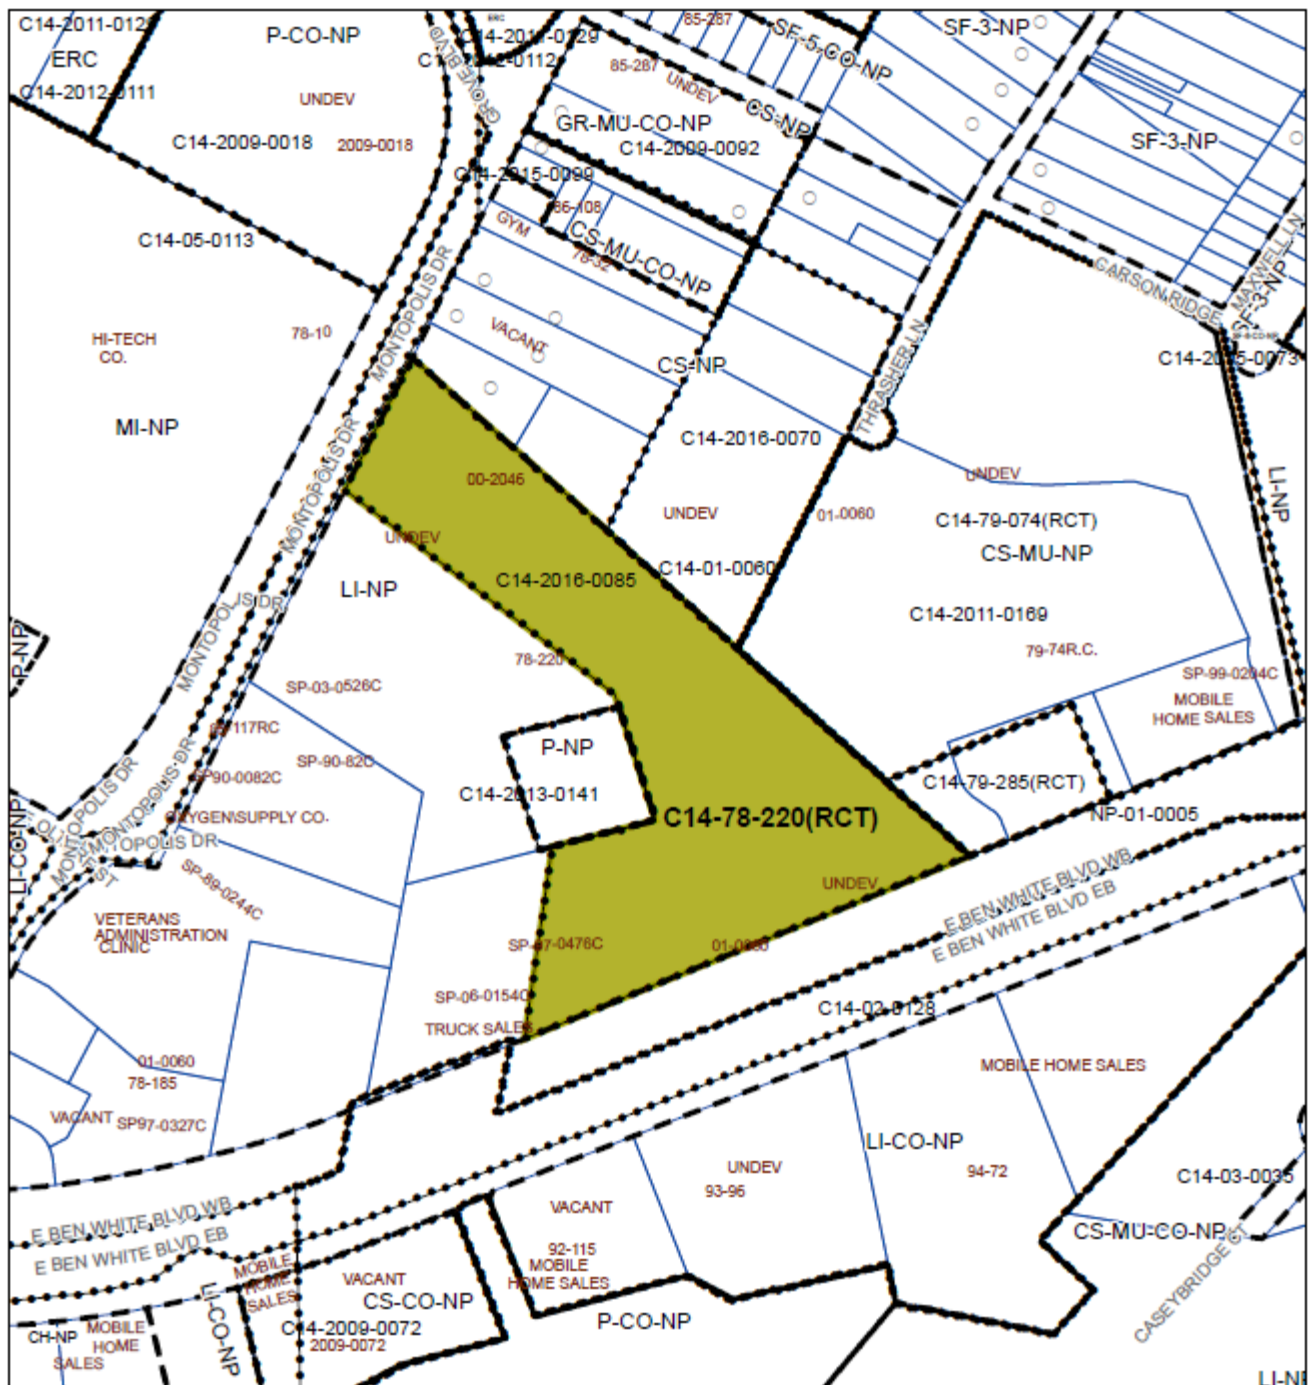 C14-2011-0129
ERC
C14-2012-0111
P-CO-NP
UNDEV
C14-2009-0018
2009-0018
GROVE BLVD
ERC
C14-2011-0129
C14-2012-0112
85-287
85-287
UNDEV
SF-5-CO-NP
CS-NP
SF-3-NP
SF-3-NP
GR-MU-CO-NP
C14-2009-0092
C14-2015-0099
86-108
GYM
CS-MU-CO-NP
78-32
C14-05-0113
MONTOPOLIS DR
HI-TECH
CO.
78-10
MI-NP
VACANT
CS-NP
THRASHER LN
CARSON RIDGE
MAXWELL LN
SF-3-NP
SF-6-CO-NP
C14-2015-0073
LI-NP
C14-2016-0070
UNDEV
01-0060
C14-01-0060
UNDEV
C14-79-074(RCT)
CS-MU-NP
C14-2011-0169
79-74R.C.
00-2046
UNDEV
C14-2016-0085
MONTOPOLIS DR
LI-NP
MONTOPOLIS DR
MONTOPOLIS DR
P-NP
78-220
SP-03-0526C
SP-90-82C
SP90-0082C
OXYGEN SUPPLY CO.
MONTOPOLIS DR
MONTOPOLIS DR
LI-CO-NP
P-NP
C14-2013-0141
C14-78-220(RCT)
SP-99-0204C
MOBILE
HOME SALES
C14-79-285(RCT)
NP-01-0005
SP-89-0244C
VETERANS
ADMINISTRATION
CLINIC
UNDEV
01-0060
E BEN WHITE BLVD WB
E BEN WHITE BLVD EB
SP-06-0154C
TRUCK SALES
C14-02-0128
01-0060
78-185
VACANT
SP97-0327C
MOBILE HOME SALES
LI-CO-NP
94-72
UNDEV
93-96
C14-03-0035
CS-MU-CO-NP
CASEYBRIDGE CT
E BEN WHITE BLVD WB
E BEN WHITE BLVD EB
VACANT
92-115
MOBILE
HOME SALES
MOBILE
HOME
SALES
VACANT
CS-CO-NP
C14-2009-0072
2009-0072
P-CO-NP
CH-NP
MOBILE
HOME
SALES
LI-CO-NP